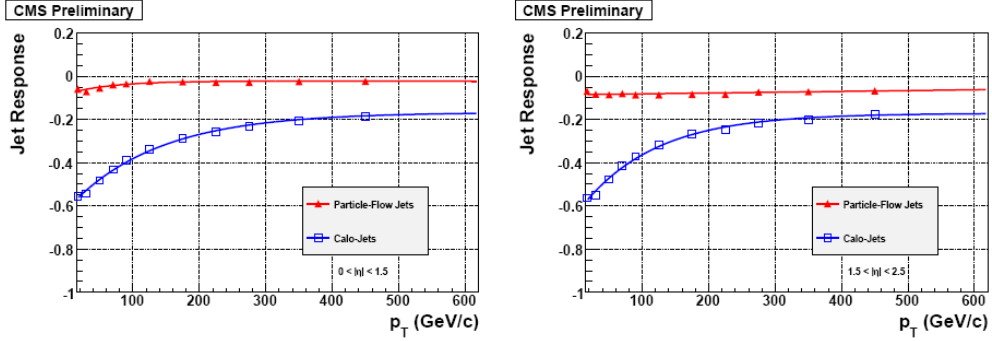 CMS Preliminary
Jet Response
0.2
0
-0.2
-0.4
-0.6
-0.8
-1
Particle-Flow Jets
Calo-Jets
0 < |η| < 1.5
100 200 300 400 500 600
p_T (GeV/c)
CMS Preliminary
Jet Response
0.2
0
-0.2
-0.4
-0.6
-0.8
-1
Particle-Flow Jets
Calo-Jets
1.5 < |η| < 2.5
100 200 300 400 500 600
p_T (GeV/c)